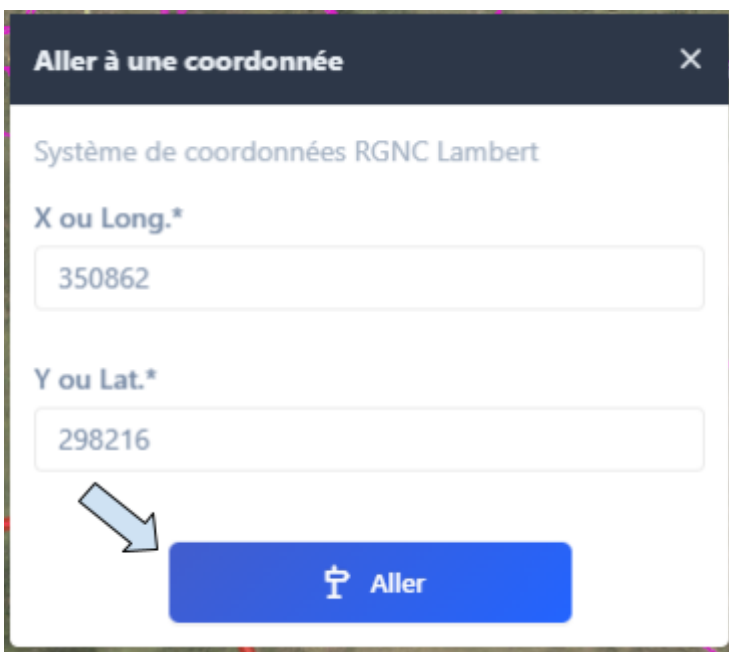 Aller à une coordonnée
Système de coordonnées RGNC Lambert
X ou Long.*
350862
Y ou Lat.*
298216
Aller